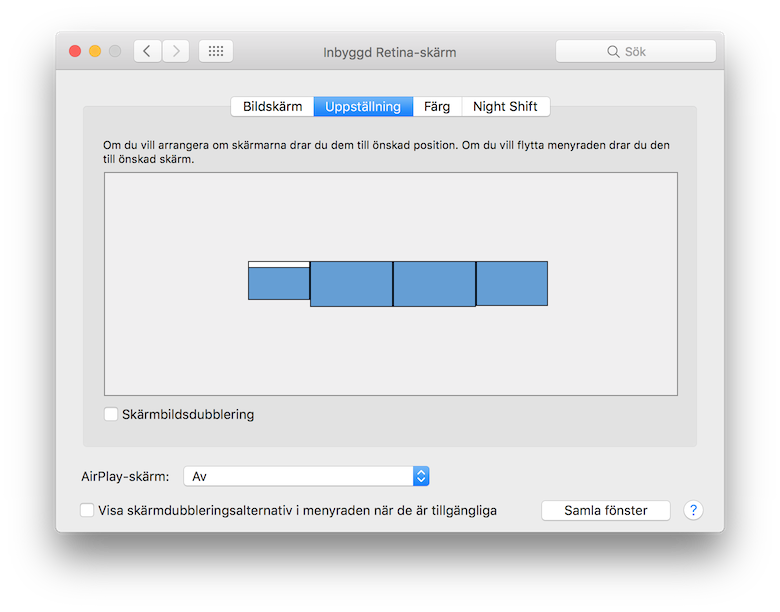 Inbyggd Retina-skärm
Sök
Bildskärm Uppställning Färg Night Shift
Om du vill arrangera om skärmarna drar du dem till önskad position. Om du vill flytta menyraden drar du den
till önskad skärm.
Skärmbildsdubblering
AirPlay-skärm: Av
Visa skärmdubbleringsalternativ i menyraden när de är tillgängliga
Samla fönster
?